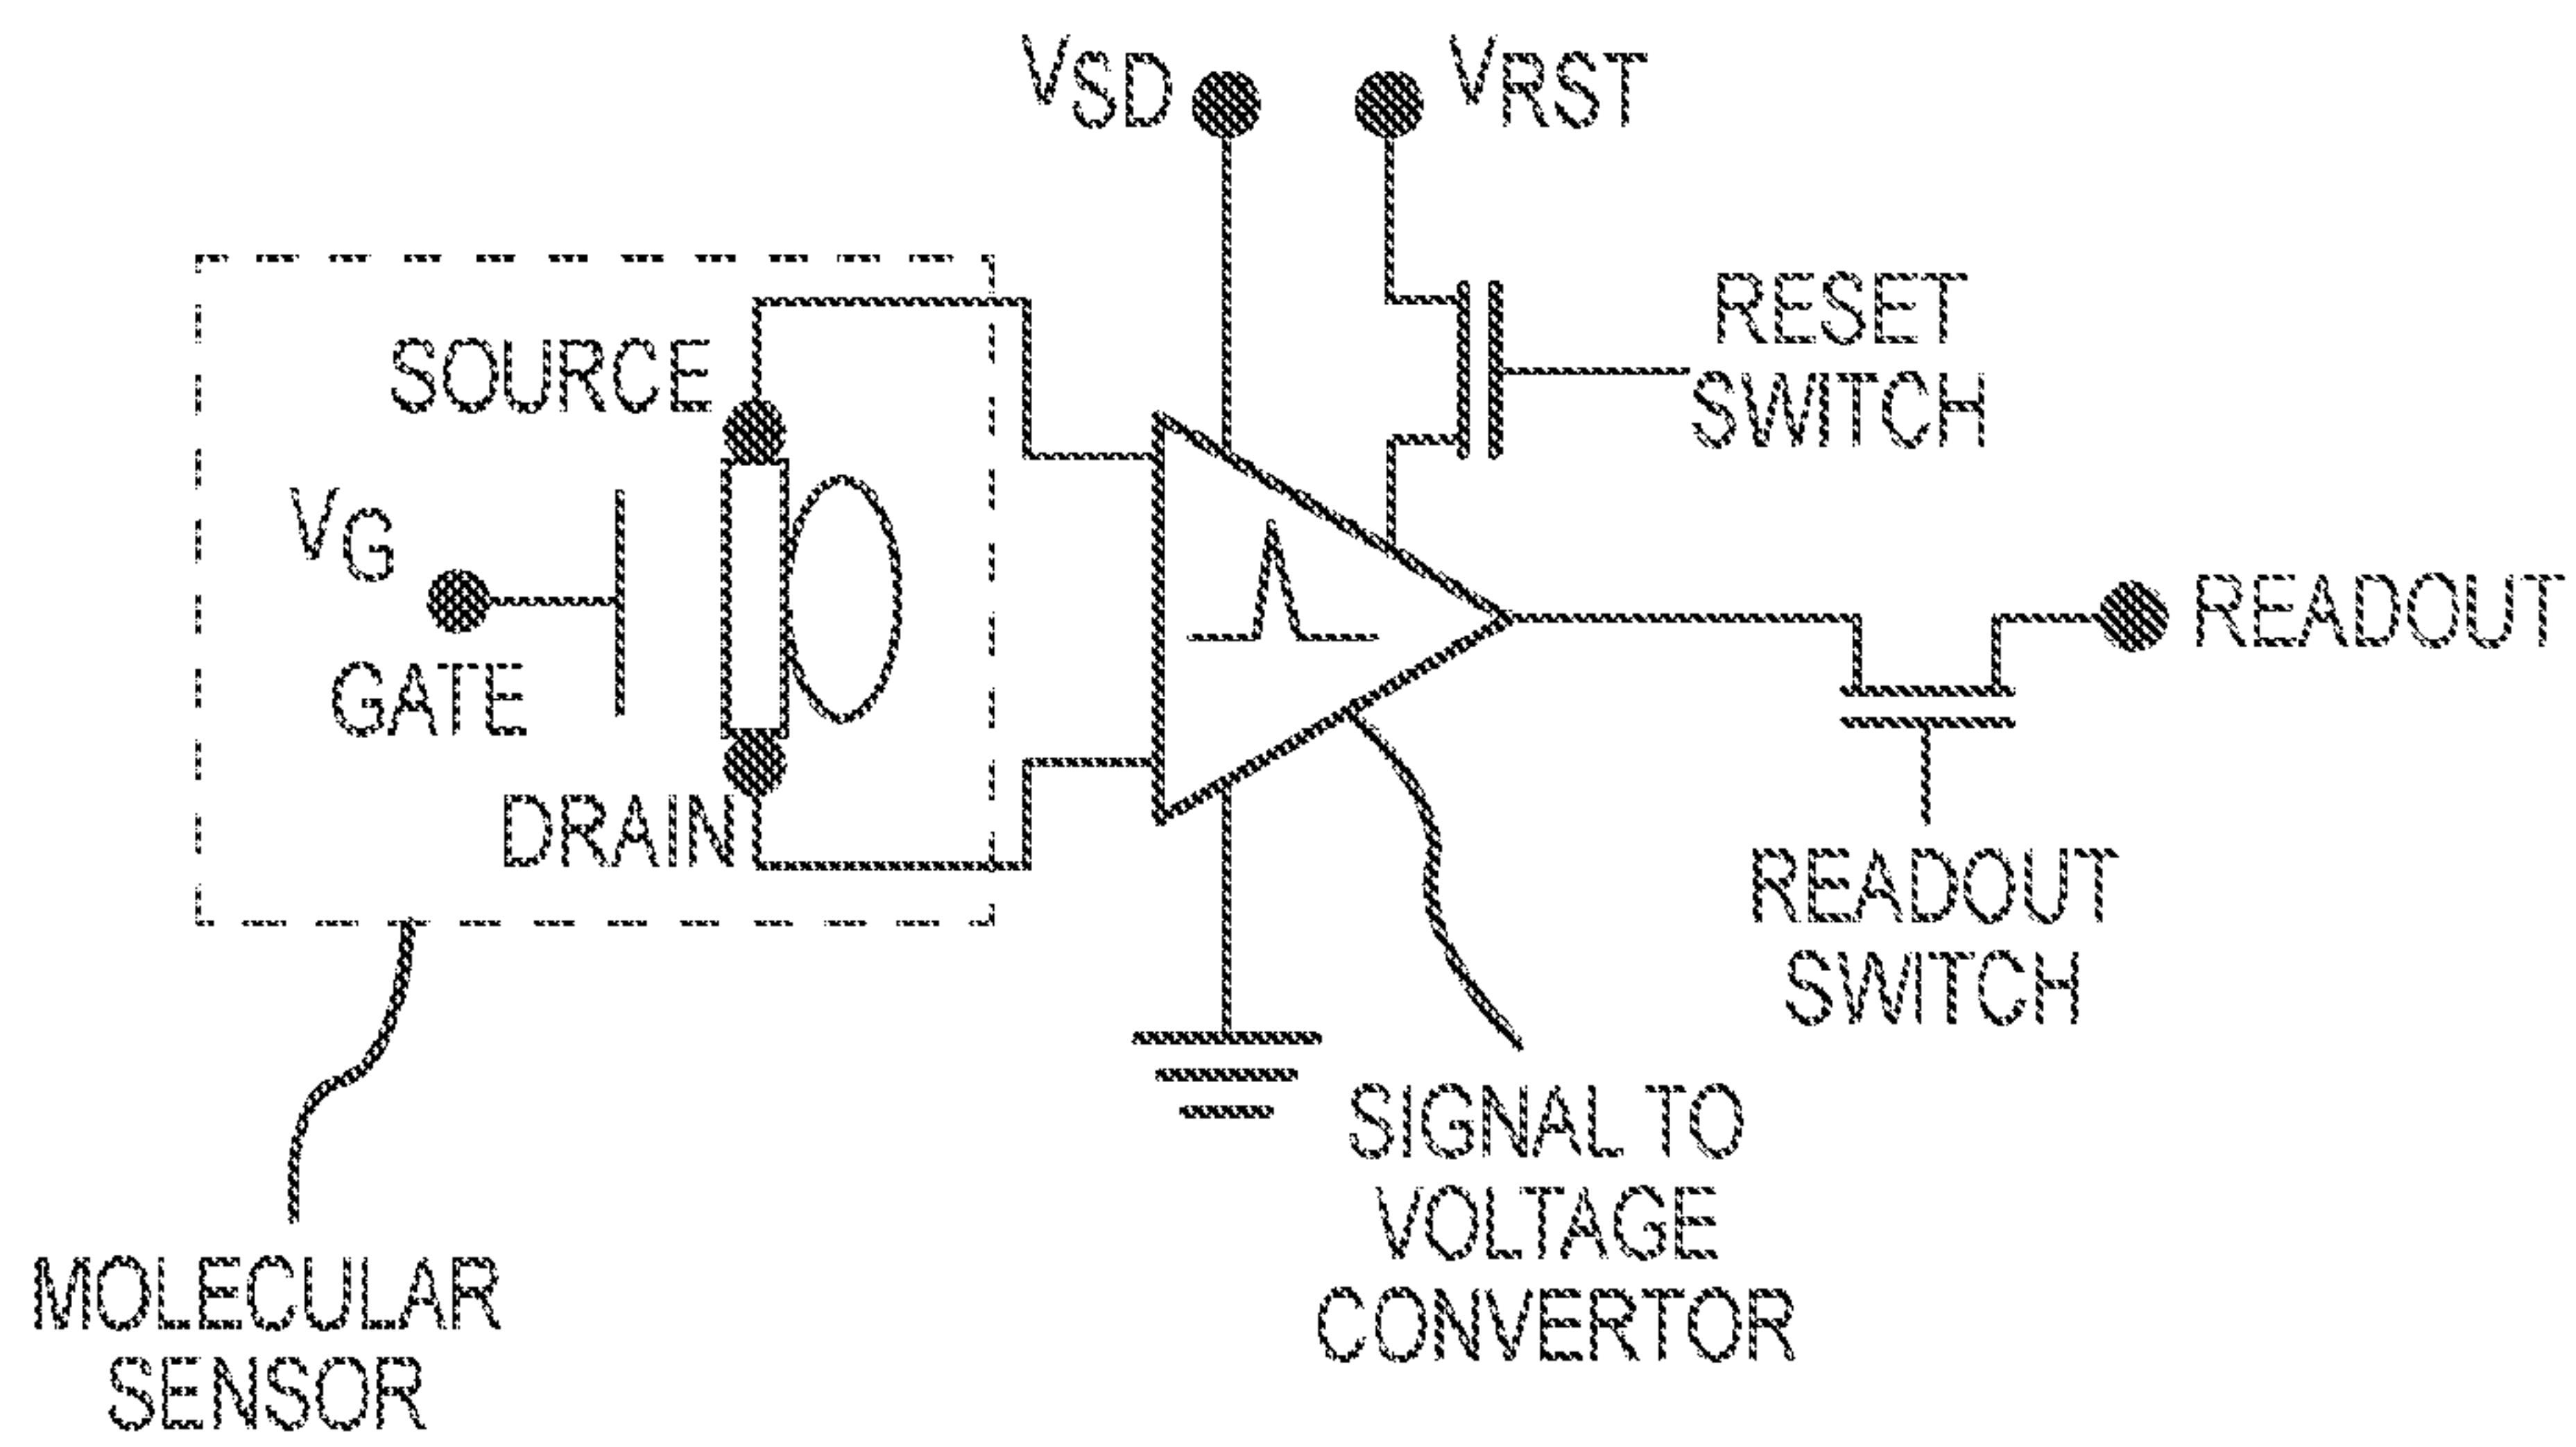 VSD
VRST
RESET
SWITCH
SOURCE
VG
GATE
DRAIN
READOUT
READOUT
SWITCH
SIGNAL TO
VOLTAGE
CONVERTOR
MOLECULAR
SENSOR